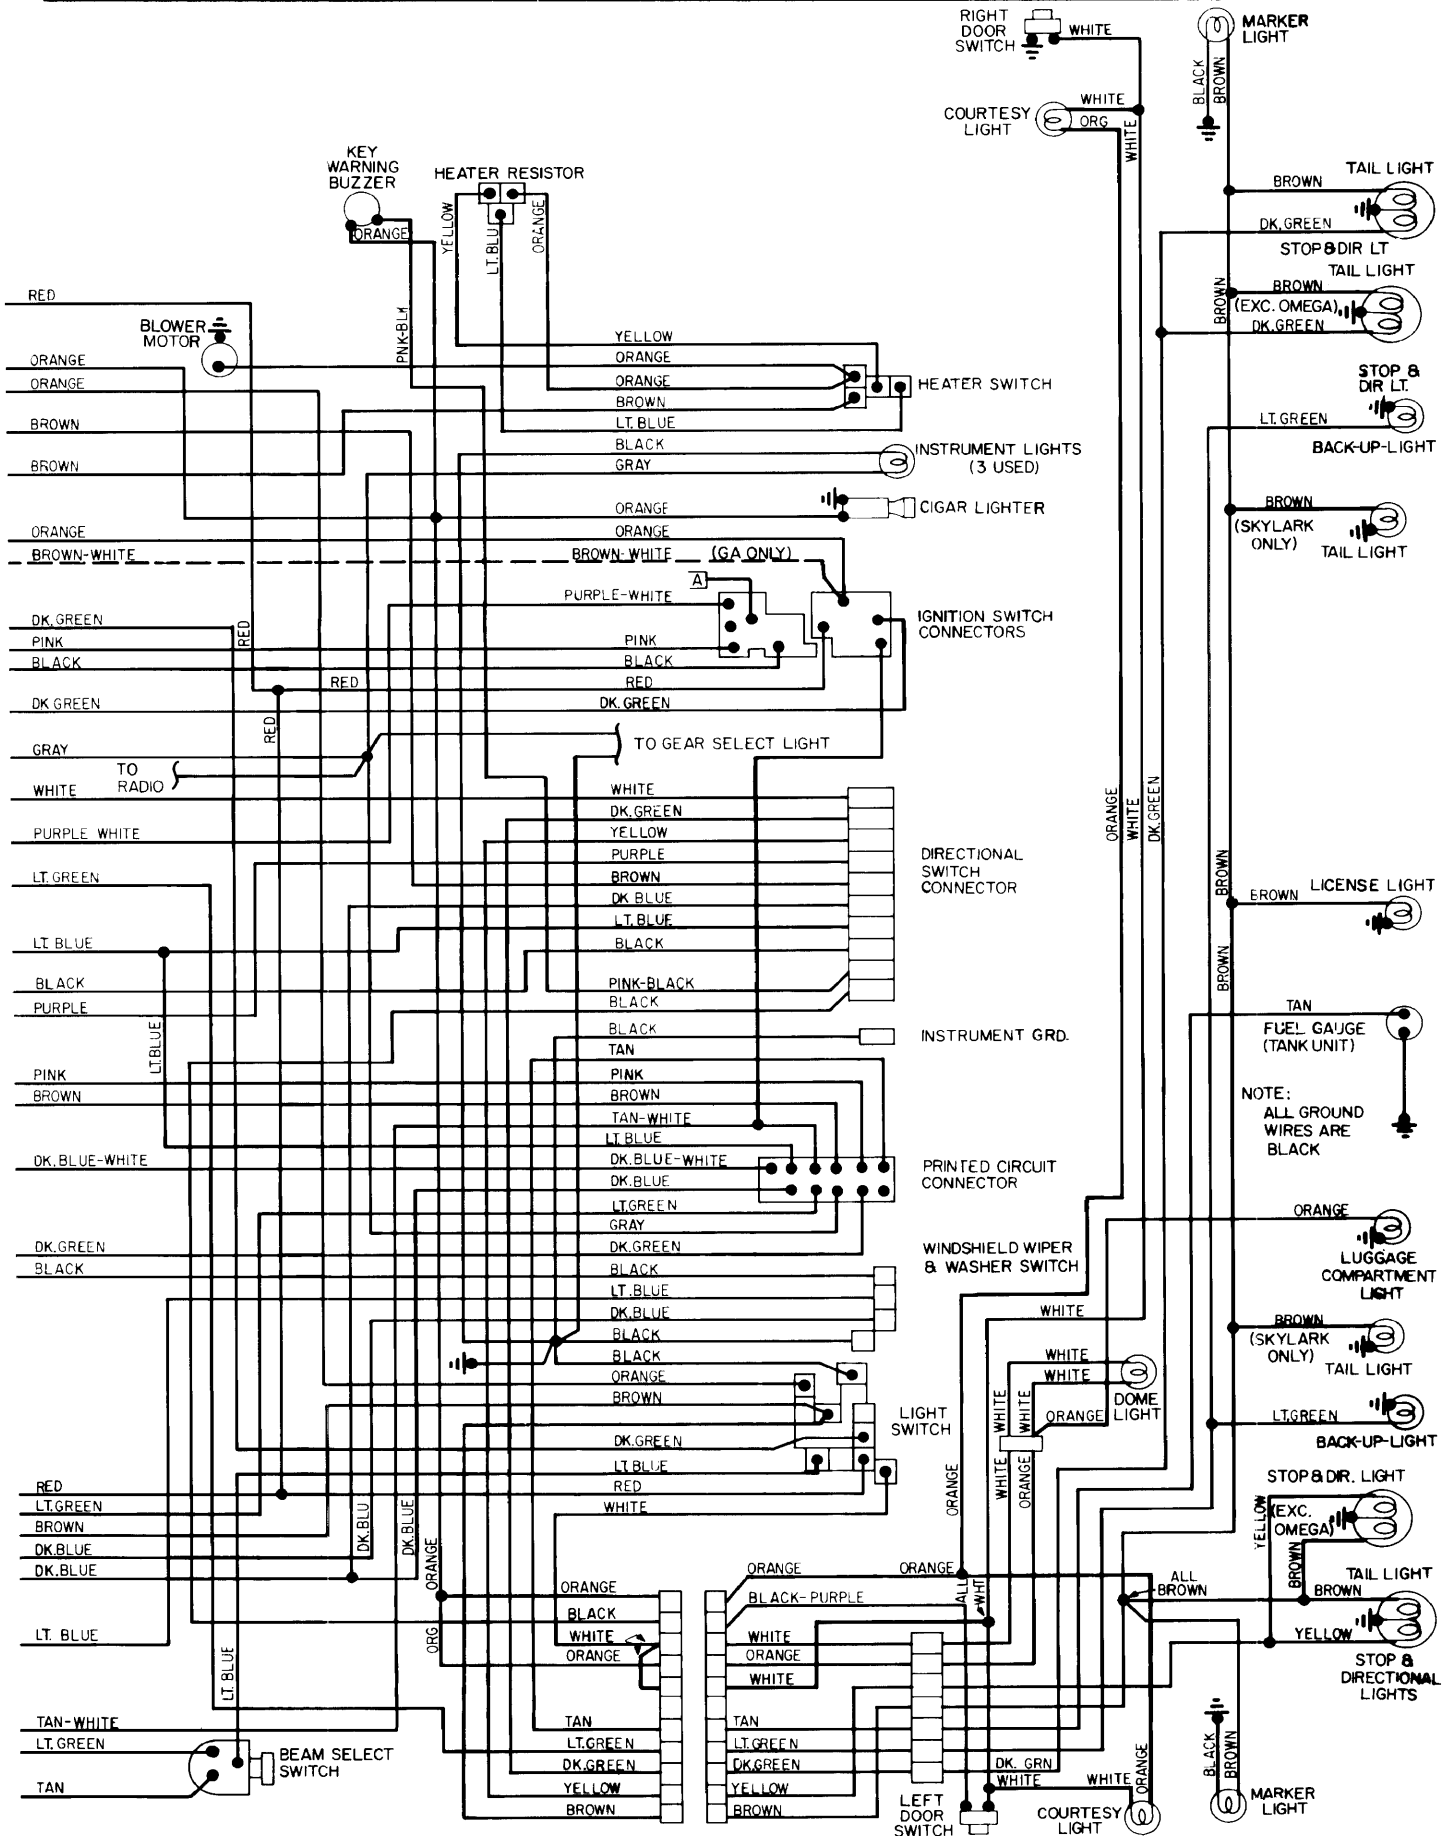 RIGHT
DOOR
SWITCH
WHITE
MARKER
LIGHT
BLACK
BROWN
COURTESY
LIGHT
WHITE
ORG
WHITE
KEY
WARNING
BUZZER
HEATER RESISTOR
ORANGE
YELLOW
LT.BLU
ORANGE
PNK-BLK
TAIL LIGHT
BROWN
DK.GREEN
STOP&DIR LT
TAIL LIGHT
BROWN
BROWN
(EXC. OMEGA)
DK.GREEN
STOP &
DIR LT.
LT.GREEN
BACK-UP-LIGHT
RED
BLOWER
MOTOR
ORANGE
ORANGE
BROWN
BROWN
YELLOW
ORANGE
ORANGE
BROWN
LT.BLUE
HEATER SWITCH
BLACK
GRAY
INSTRUMENT LIGHTS
(3 USED)
ORANGE
CIGAR LIGHTER
BROWN
(SKYLARK
ONLY)
TAIL LIGHT
ORANGE
ORANGE
BROWN-WHITE
BROWN-WHITE
(GA ONLY)
A
PURPLE-WHITE
IGNITION SWITCH
CONNECTORS
DK.GREEN
PINK
PINK
BLACK
BLACK
RED
RED
RED
DK GREEN
DK.GREEN
RED
GRAY
TO
RADIO
TO GEAR SELECT LIGHT
WHITE
WHITE
DK.GREEN
PURPLE WHITE
YELLOW
PURPLE
LT.GREEN
BROWN
DK BLUE
LT.BLUE
LT BLUE
BLACK
DIRECTIONAL
SWITCH
CONNECTOR
ORANGE
WHITE
DK.GREEN
BROWN
BROWN
LICENSE LIGHT
BROWN
BLACK
PINK-BLACK
PURPLE
BLACK
LT.BLUE
BLACK
INSTRUMENT GRD.
TAN
TAN
FUEL GAUGE
(TANK UNIT)
PINK
PINK
BROWN
BROWN
TAN-WHITE
LT.BLUE
NOTE:
ALL GROUND
WIRES ARE
BLACK
DK.BLUE-WHITE
DK.BLUE-WHITE
DK.BLUE
PRINTED CIRCUIT
CONNECTOR
LT.GREEN
GRAY
DK.GREEN
DK.GREEN
BLACK
BLACK
LT.BLUE
DK.BLUE
BLACK
WINDSHIELD WIPER
& WASHER SWITCH
ORANGE
LUGGAGE
COMPARTMENT
LIGHT
WHITE
BROWN
(SKYLARK
ONLY)
TAIL LIGHT
BLACK
ORANGE
BROWN
DK.GREEN
LT.BLUE
RED
WHITE
LIGHT
SWITCH
WHITE
WHITE
DOME
LIGHT
WHITE
WHITE
ORANGE
WHITE
ORANGE
ORANGE
LT.GREEN
BACK-UP-LIGHT
STOP & DIR. LIGHT
(EXC.
OMEGA)
YELLOW
BROWN
RED
LT.GREEN
BROWN
DK.BLUE
DK.BLUE
DK.BLU
DK.BLUE
ORANGE
ORANGE
BLACK
WHITE
ORANGE
ORG
ORANGE
ORANGE
BLACK-PURPLE
ALL
WHT
ALL
BROWN
TAIL LIGHT
BROWN
YELLOW
STOP &
DIRECTIONAL
LIGHTS
LT. BLUE
LT.BLUE
WHITE
ORANGE
WHITE
TAN-WHITE
LT.GREEN
TAN
BEAM SELECT
SWITCH
TAN
LT.GREEN
DK.GREEN
YELLOW
BROWN
TAN
LT.GREEN
DK.GREEN
YELLOW
BROWN
DK. GRN
WHITE
WHITE
ORANGE
LEFT
DOOR
SWITCH
COURTESY
LIGHT
BLACK
BROWN
MARKER
LIGHT